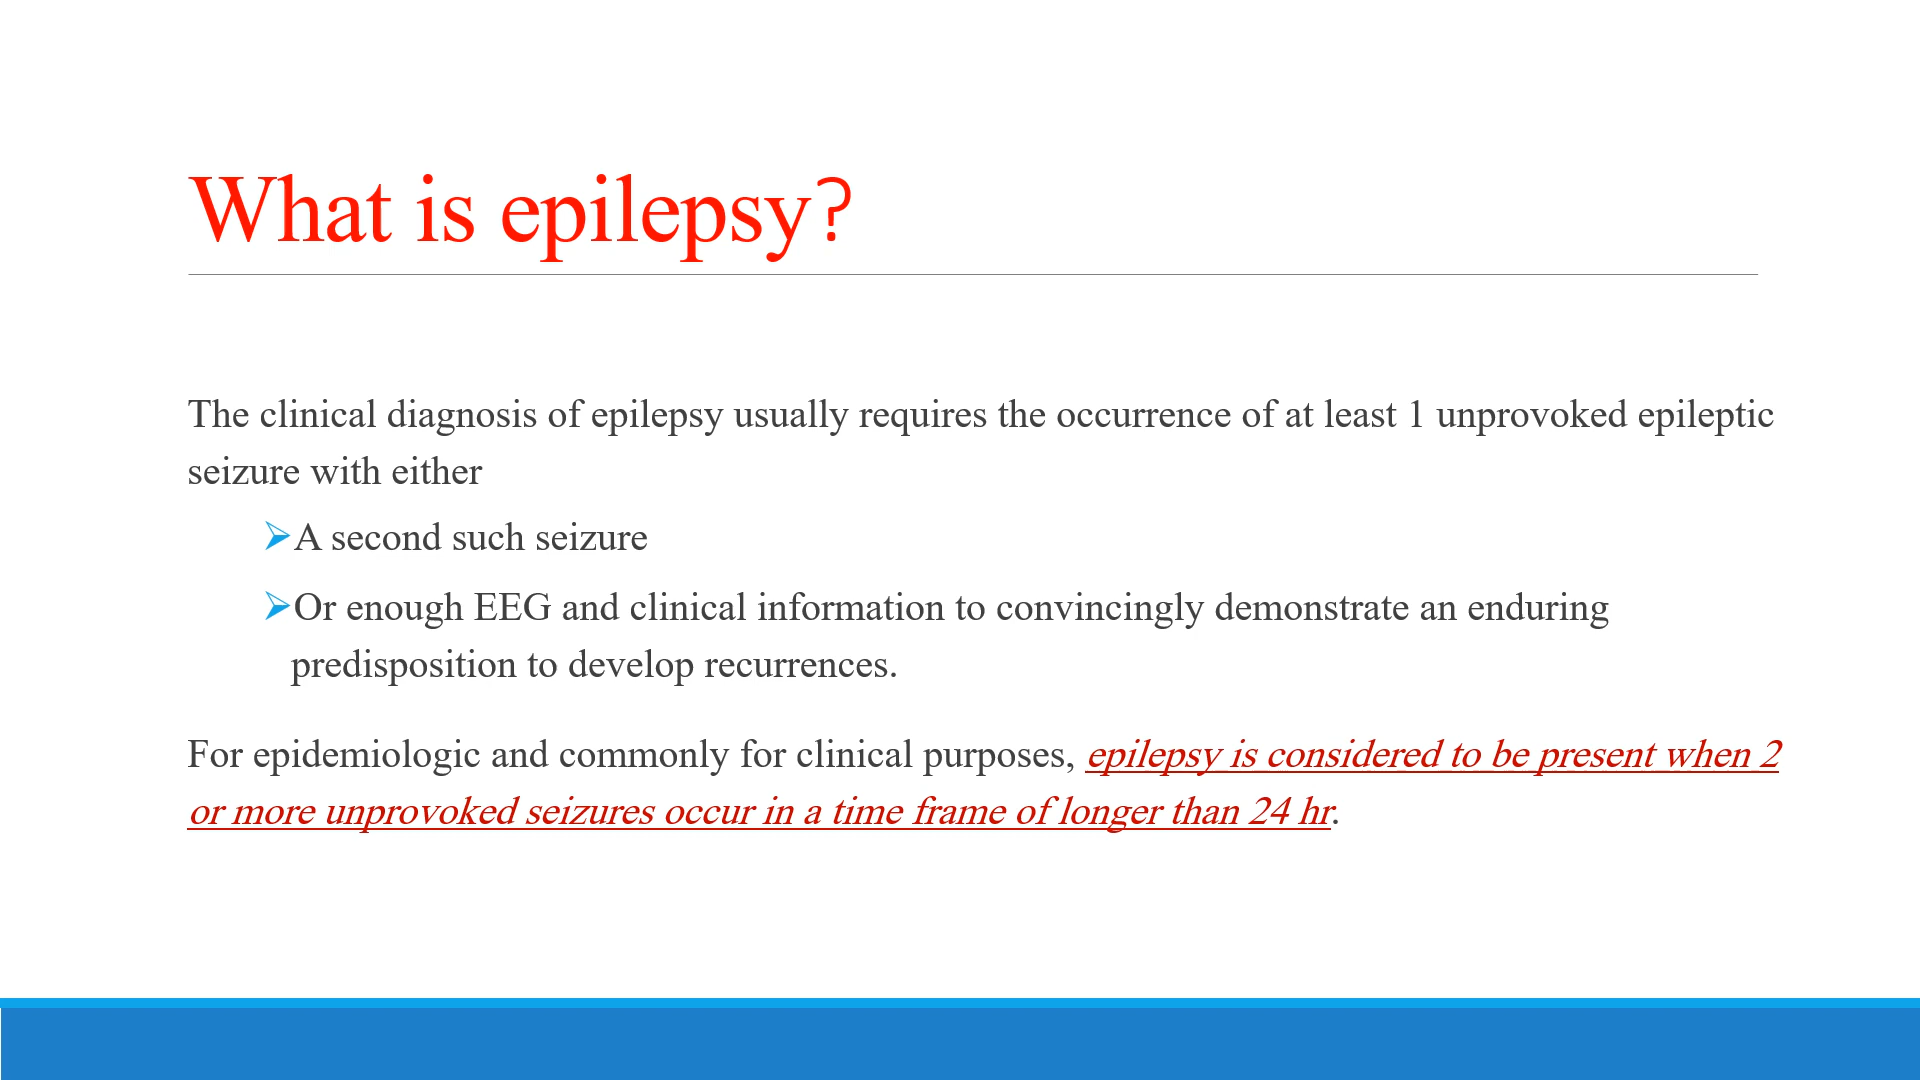 What is epilepsy?
The clinical diagnosis of epilepsy usually requires the occurrence of at least 1 unprovoked epileptic
seizure with either
➢A second such seizure
➢Or enough EEG and clinical information to convincingly demonstrate an enduring
predisposition to develop recurrences.
For epidemiologic and commonly for clinical purposes, epilepsy is considered to be present when 2
or more unprovoked seizures occur in a time frame of longer than 24 hr.